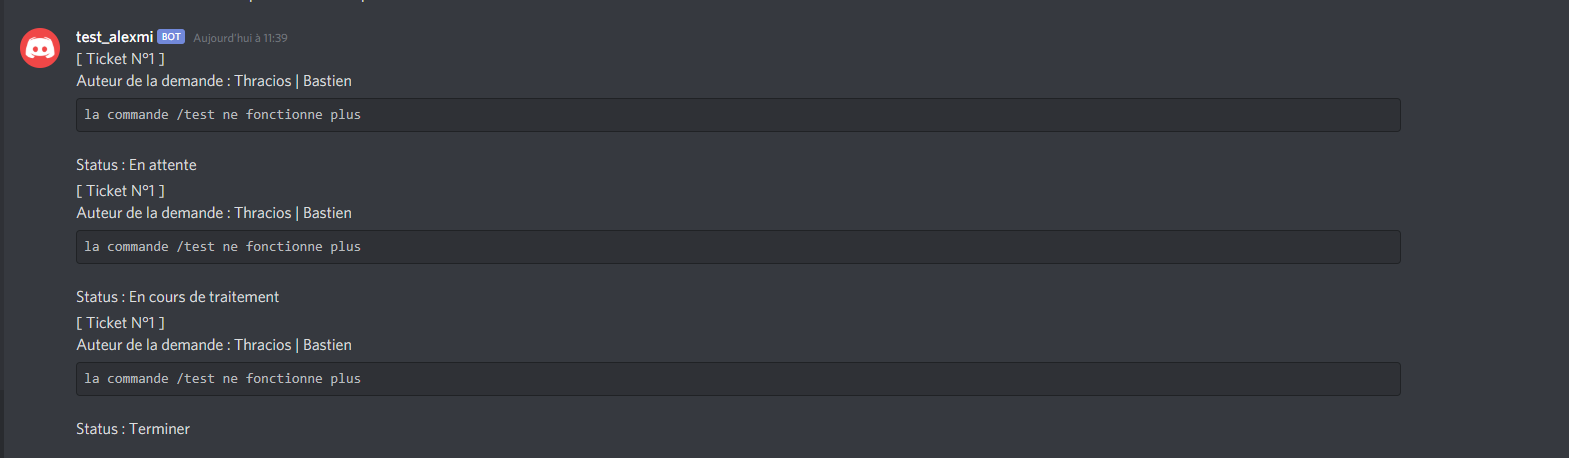 test_alexmi BOT Aujourd'hui à 11:39
[ Ticket N°1 ]
Auteur de la demande : Thracios | Bastien
la commande /test ne fonctionne plus
Status : En attente
[ Ticket N°1 ]
Auteur de la demande : Thracios | Bastien
la commande /test ne fonctionne plus
Status : En cours de traitement
[ Ticket N°1 ]
Auteur de la demande : Thracios | Bastien
la commande /test ne fonctionne plus
Status : Terminer